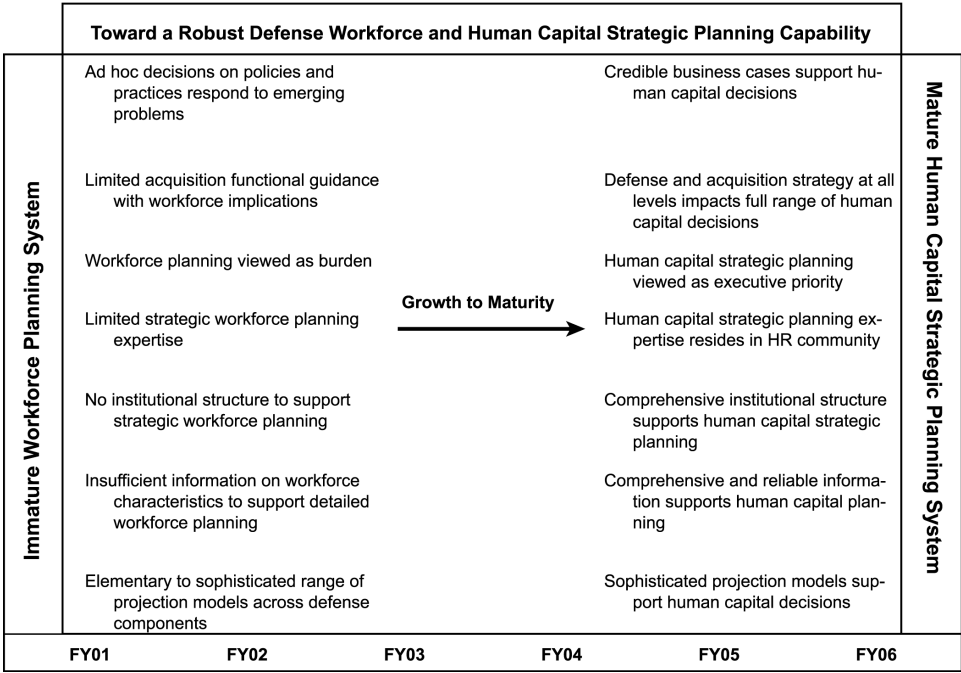 Toward a Robust Defense Workforce and Human Capital Strategic Planning Capability
Immature Workforce Planning System
Ad hoc decisions on policies and
practices respond to emerging
problems
Limited acquisition functional guidance
with workforce implications
Workforce planning viewed as burden
Limited strategic workforce planning
expertise
No institutional structure to support
strategic workforce planning
Insufficient information on workforce
characteristics to support detailed
workforce planning
Elementary to sophisticated range of
projection models across defense
components
Growth to Maturity
Credible business cases support hu-
man capital decisions
Defense and acquisition strategy at all
levels impacts full range of human
capital decisions
Human capital strategic planning
viewed as executive priority
Human capital strategic planning ex-
pertise resides in HR community
Comprehensive institutional structure
supports human capital strategic
planning
Comprehensive and reliable informa-
tion supports human capital plan-
ning
Sophisticated projection models sup-
port human capital decisions
Mature Human Capital Strategic Planning System
FY01 FY02 FY03 FY04 FY05 FY06